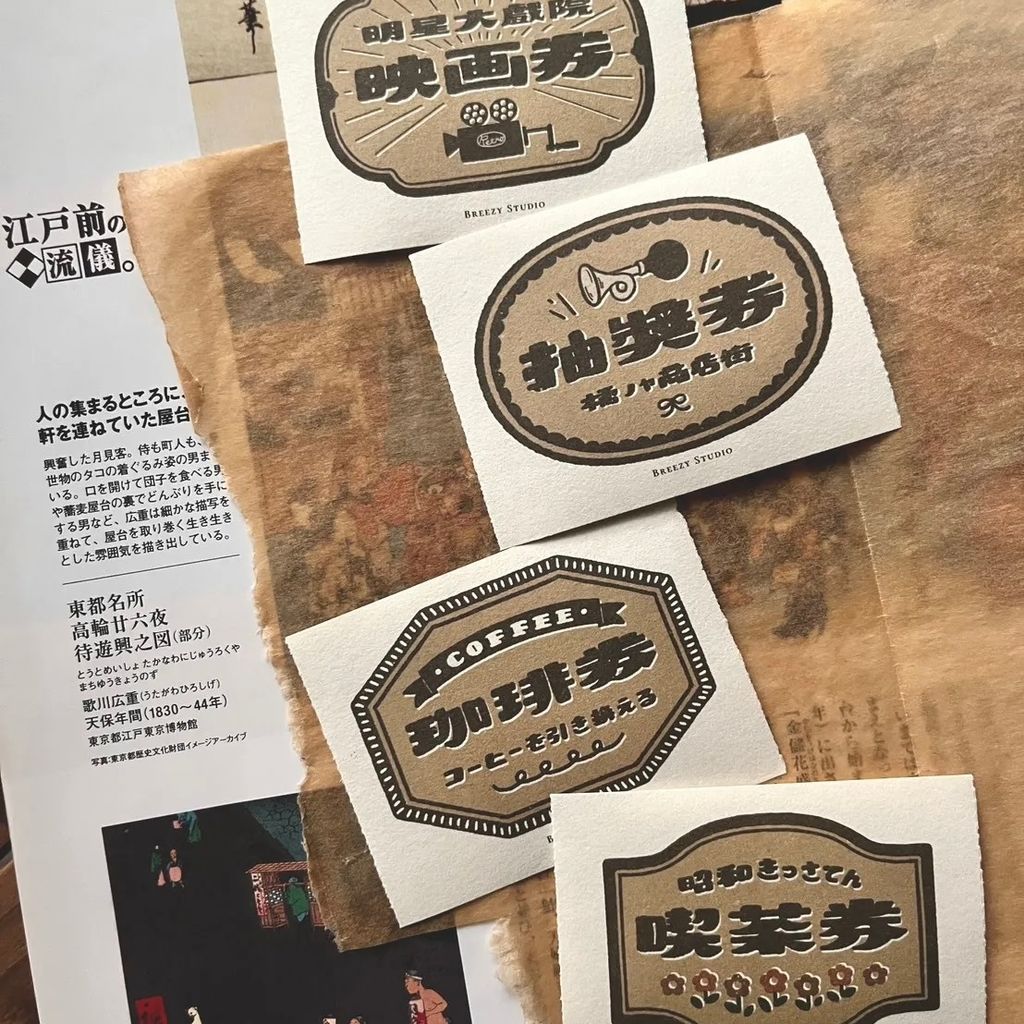 華
明星大戲院
映画券
Retro
BREEZY STUDIO
江戸前の
流儀。
抽獎券
橘ノヤ商店街
BREEZY STUDIO
人の集まるところに、
軒を連ねていた屋台
興奮した月見客。侍も町人も、
世物のタコの着ぐるみ姿の男ま
いる。口を開けて団子を食べる男
や蕎麦屋台の裏でどんぶりを手に
する男など、広重は細かな描写を
重ねて、屋台を取り巻く生き生き
とした雰囲気を描き出している。
東都名所
高輪廿六夜
待遊興之図(部分)
とうとめいしょ たかなわにじゅうろくや
まちゆうきょうのず
歌川広重(うたがわひろしげ)
天保年間(1830〜44年)
東京都江戸東京博物館
写真:東京都歴史文化財団イメージアーカイブ
COFFEE
珈琲券
コーヒーを引き換える
B
昭和きっさてん
喫茶券